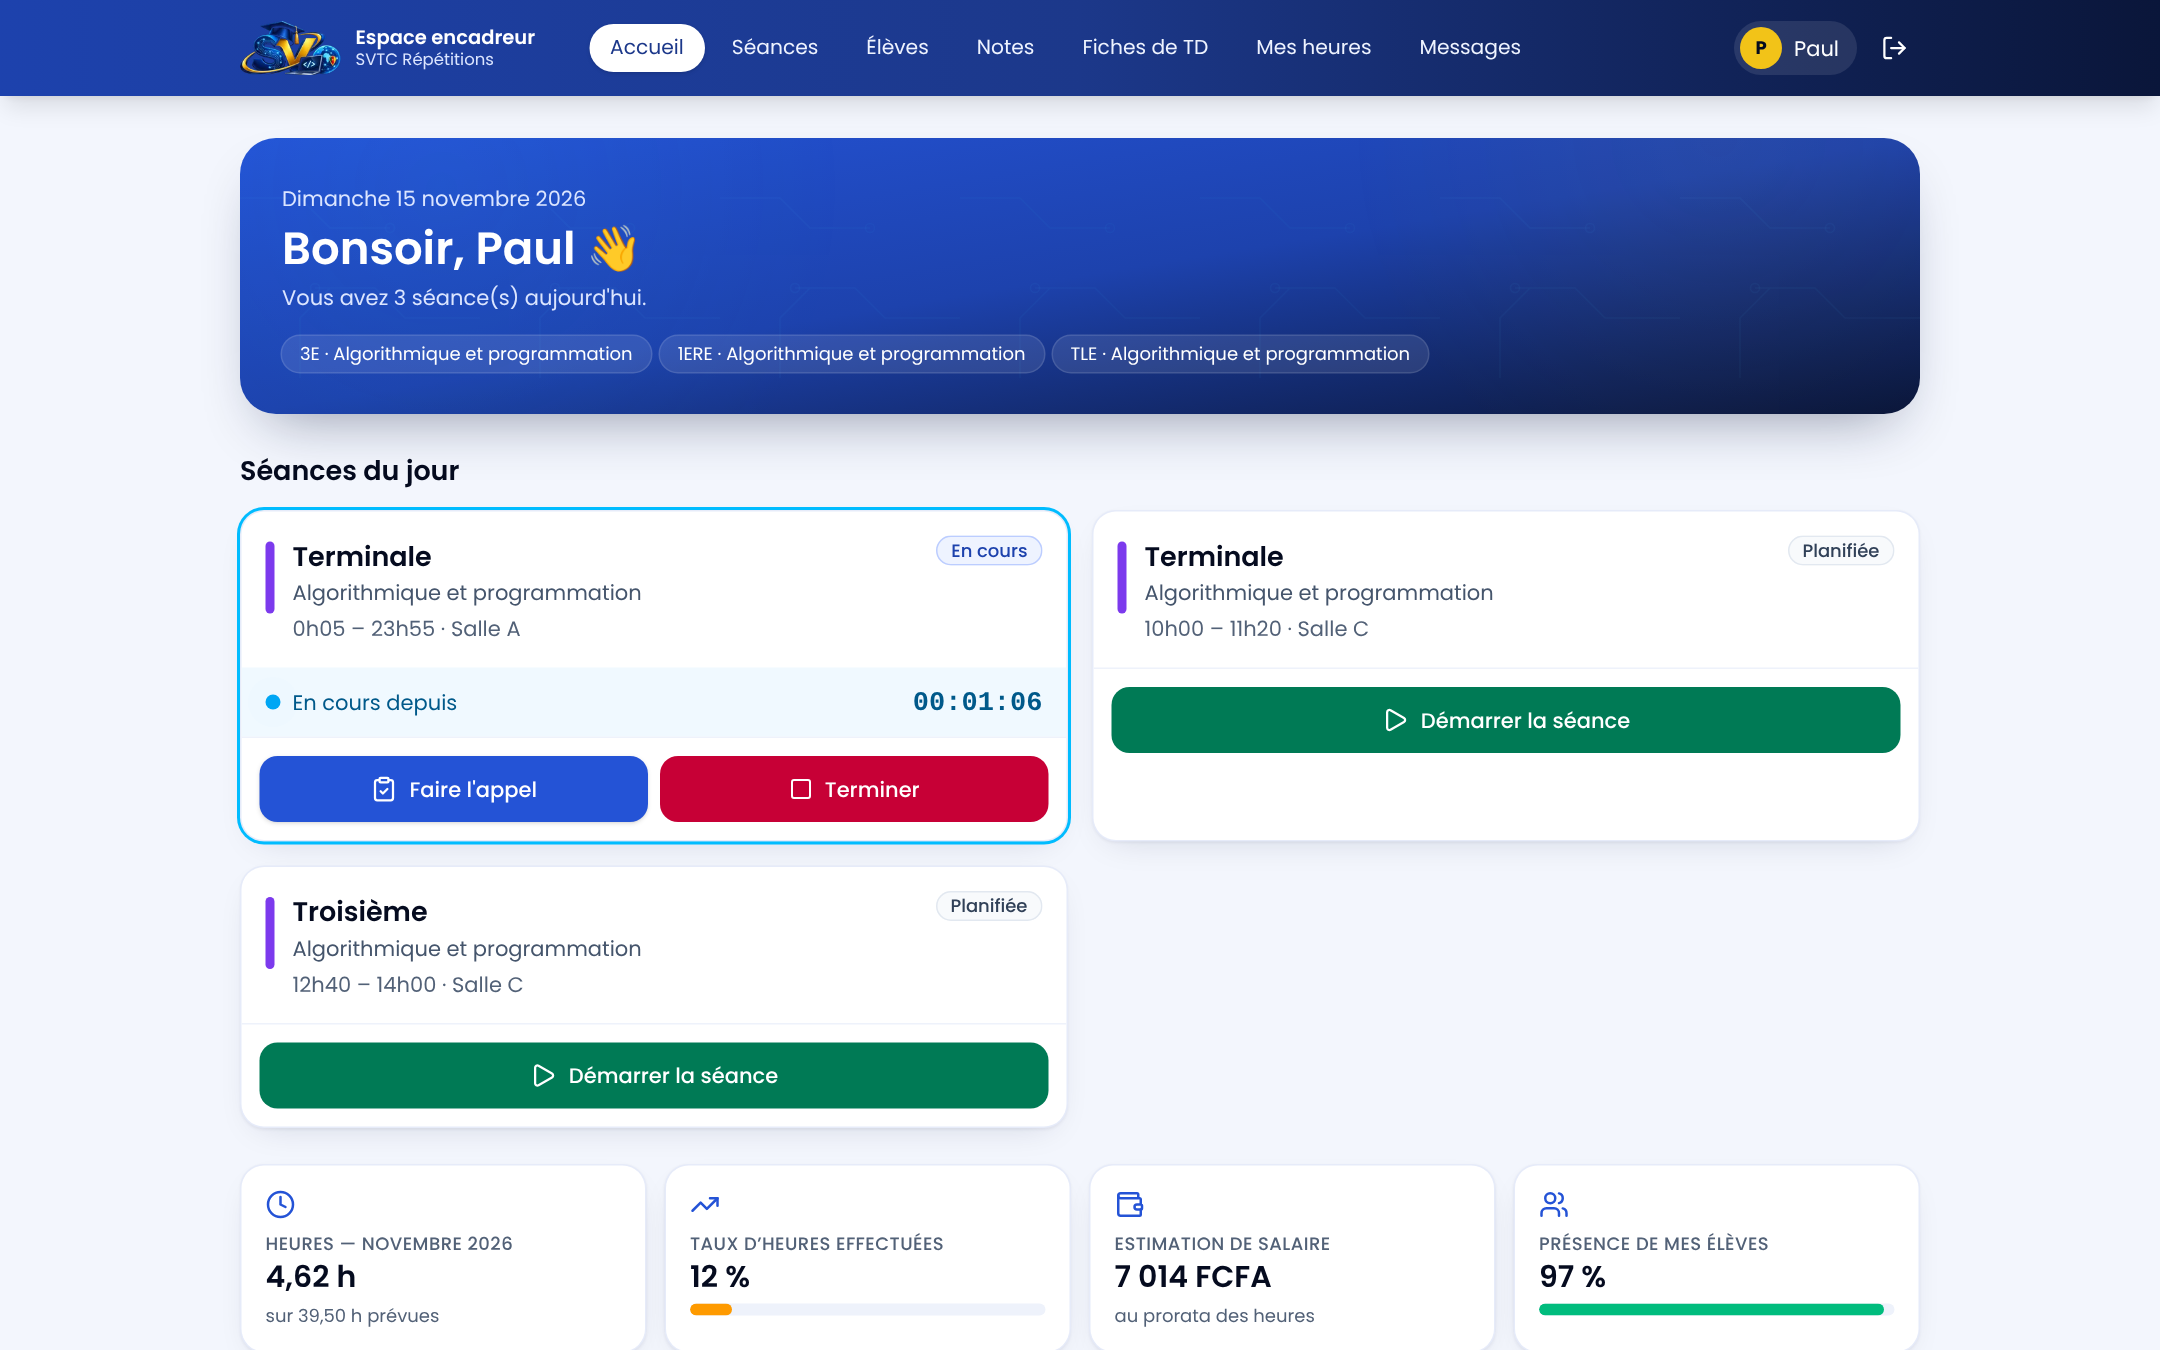 Espace encadreur
SVTC Répétitions
Accueil
Séances
Élèves
Notes
Fiches de TD
Mes heures
Messages
P
Paul
Dimanche 15 novembre 2026
Bonsoir, Paul 👋
Vous avez 3 séance(s) aujourd'hui.
3E · Algorithmique et programmation
1ERE · Algorithmique et programmation
TLE · Algorithmique et programmation
Séances du jour
Terminale
En cours
Algorithmique et programmation
0h05 – 23h55 · Salle A
En cours depuis
00:01:06
Faire l'appel
Terminer
Terminale
Planifiée
Algorithmique et programmation
10h00 – 11h20 · Salle C
Démarrer la séance
Troisième
Planifiée
Algorithmique et programmation
12h40 – 14h00 · Salle C
Démarrer la séance
HEURES — NOVEMBRE 2026
4,62 h
sur 39,50 h prévues
TAUX D’HEURES EFFECTUÉES
12 %
ESTIMATION DE SALAIRE
7 014 FCFA
au prorata des heures
PRÉSENCE DE MES ÉLÈVES
97 %